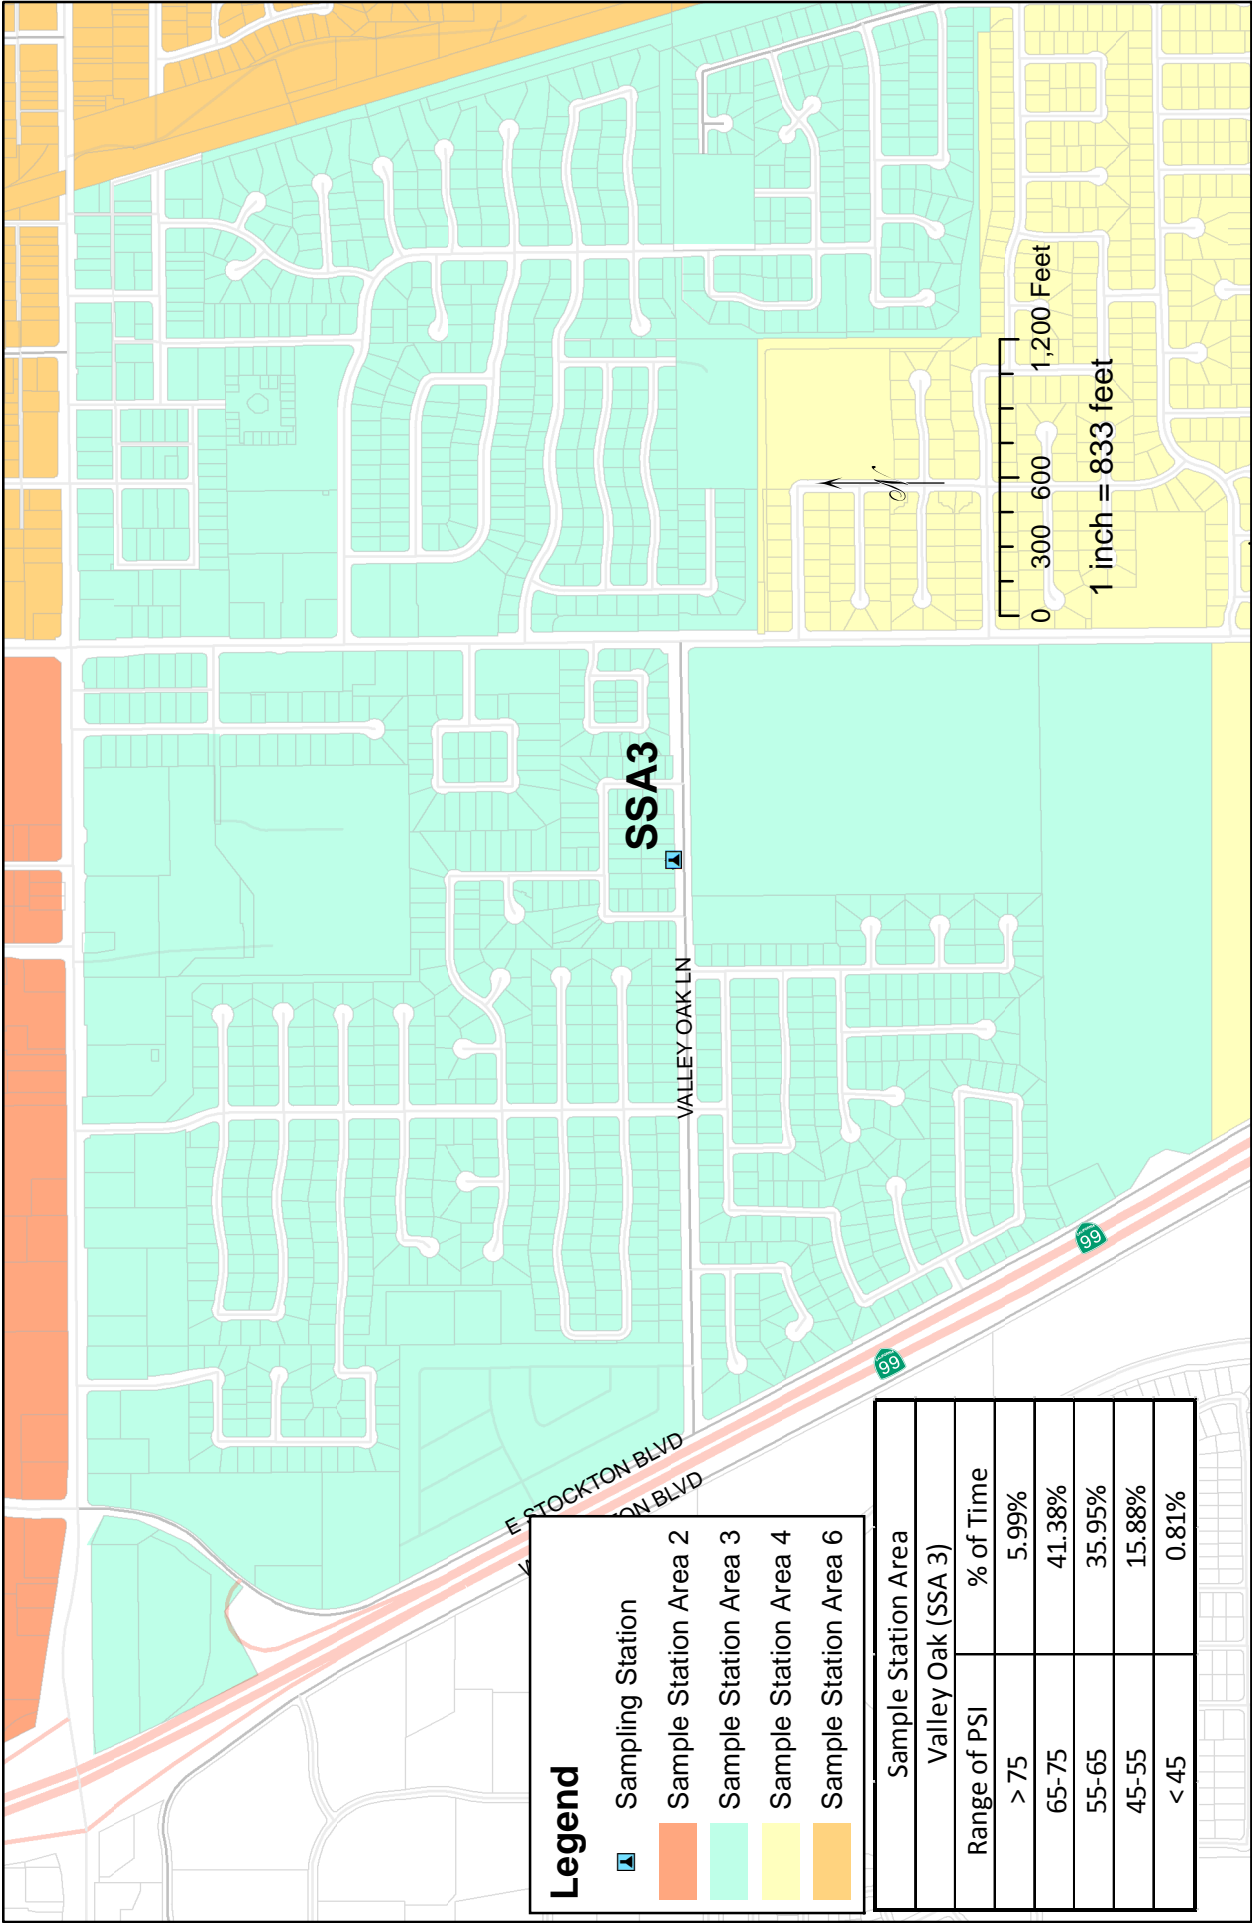 SSA3
VALLEY OAK LN
E STOCKTON BLVD
TON BLVD
W
99
99
N
0 300 600 1,200 Feet
1 inch = 833 feet
Legend
Sampling Station
Sample Station Area 2
Sample Station Area 3
Sample Station Area 4
Sample Station Area 6
Sample Station Area
Valley Oak (SSA 3)
Range of PSI % of Time
> 75 5.99%
65-75 41.38%
55-65 35.95%
45-55 15.88%
< 45 0.81%